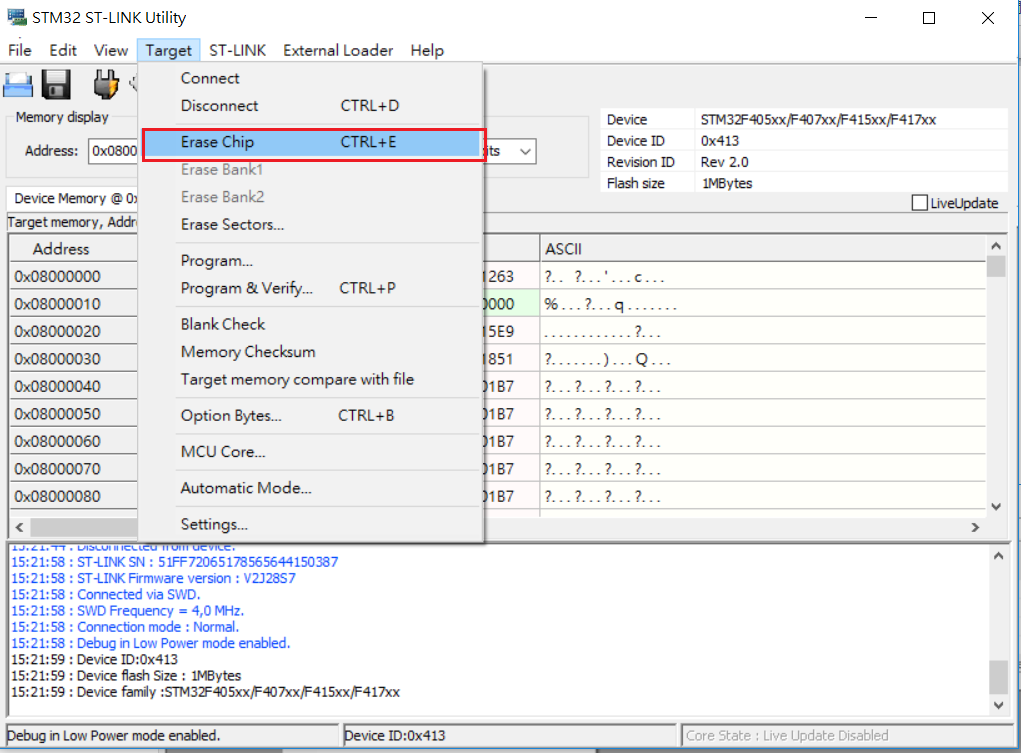 STM32 ST-LINK Utility
File Edit View Target ST-LINK External Loader Help
Connect
Disconnect CTRL+D
Erase Chip CTRL+E
Erase Bank1
Erase Bank2
Erase Sectors...
Program...
Program & Verify... CTRL+P
Blank Check
Memory Checksum
Target memory compare with file
Option Bytes... CTRL+B
MCU Core...
Automatic Mode...
Settings...
Memory display
Address: 0x0800
Device STM32F405xx/F407xx/F415xx/F417xx
Device ID 0x413
Revision ID Rev 2.0
Flash size 1MBytes
LiveUpdate
Device Memory @ 0x
Target memory, Addr
Address ASCII
0x08000000 1263 ?.. ?...'...c...
0x08000010 0000 %...?...q.......
0x08000020 15E9 ............?...
0x08000030 1851 ?.......)...Q...
0x08000040 01B7 ?...?...?...?...
0x08000050 01B7 ?...?...?...?...
0x08000060 01B7 ?...?...?...?...
0x08000070 01B7 ?...?...?...?...
0x08000080 01B7 ?...?...?...?...
15:21:44 : Disconnected from device.
15:21:58 : ST-LINK SN : 51FF72065178565644150387
15:21:58 : ST-LINK Firmware version : V2J28S7
15:21:58 : Connected via SWD.
15:21:58 : SWD Frequency = 4,0 MHz.
15:21:58 : Connection mode : Normal.
15:21:58 : Debug in Low Power mode enabled.
15:21:59 : Device ID:0x413
15:21:59 : Device flash Size : 1MBytes
15:21:59 : Device family :STM32F405xx/F407xx/F415xx/F417xx
Debug in Low Power mode enabled. Device ID:0x413 Core State : Live Update Disabled